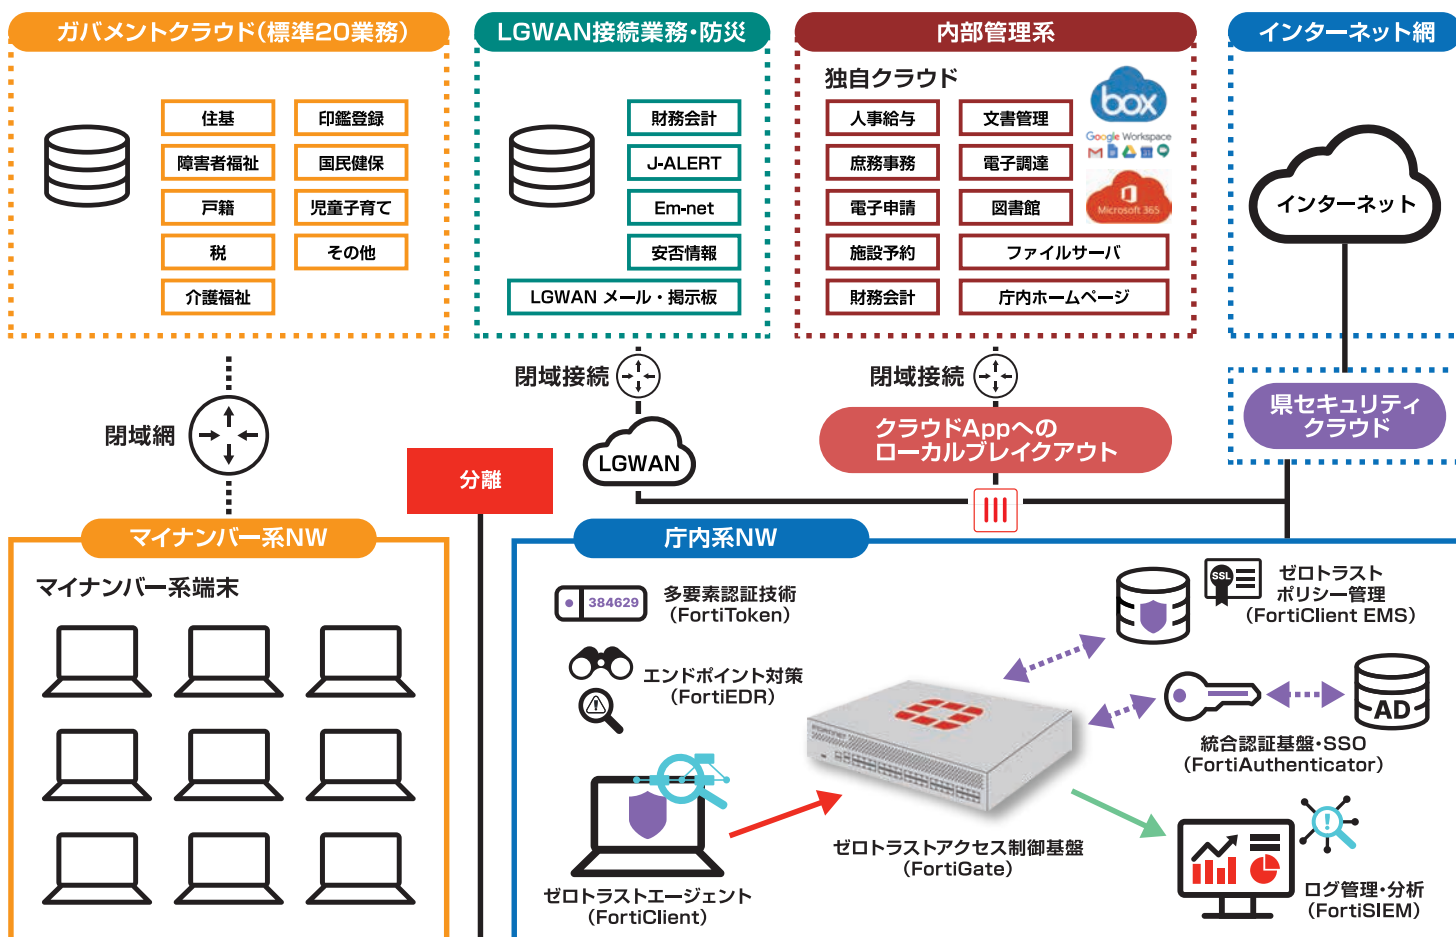 ガバメントクラウド(標準20業務)
住基
印鑑登録
障害者福祉
国民健保
戸籍
児童子育て
税
その他
介護福祉
LGWAN接続業務・防災
財務会計
J-ALERT
Em-net
安否情報
LGWAN メール・掲示板
内部管理系
独自クラウド
人事給与
文書管理
庶務事務
電子調達
電子申請
図書館
施設予約
ファイルサーバ
財務会計
庁内ホームページ
box
Google Workspace
Microsoft 365
インターネット網
インターネット
閉域網
閉域接続
LGWAN
閉域接続
クラウドAppへの
ローカルブレイクアウト
県セキュリティ
クラウド
分離
マイナンバー系NW
マイナンバー系端末
庁内系NW
384629
多要素認証技術
(FortiToken)
エンドポイント対策
(FortiEDR)
ゼロトラストエージェント
(FortiClient)
FORTINET
ゼロトラストアクセス制御基盤
(FortiGate)
SSL
ゼロトラスト
ポリシー管理
(FortiClient EMS)
AD
統合認証基盤・SSO
(FortiAuthenticator)
ログ管理・分析
(FortiSIEM)